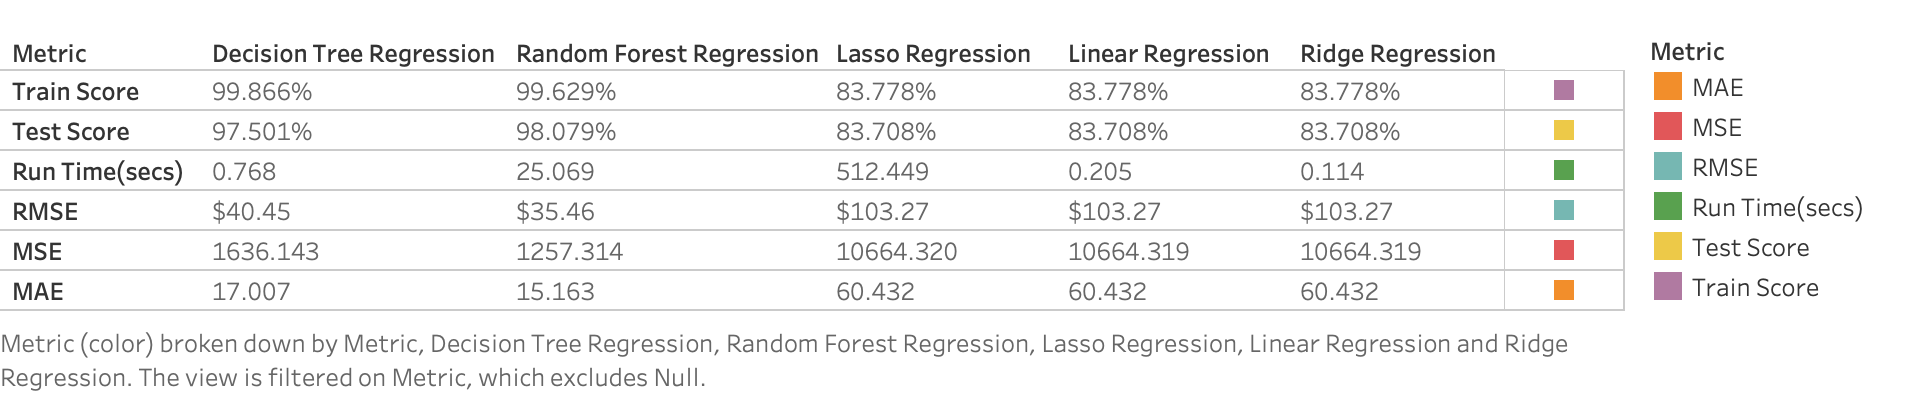 Metric Decision Tree Regression Random Forest Regression Lasso Regression Linear Regression Ridge Regression
Train Score 99.866% 99.629% 83.778% 83.778% 83.778%
Test Score 97.501% 98.079% 83.708% 83.708% 83.708%
Run Time(secs) 0.768 25.069 512.449 0.205 0.114
RMSE $40.45 $35.46 $103.27 $103.27 $103.27
MSE 1636.143 1257.314 10664.320 10664.319 10664.319
MAE 17.007 15.163 60.432 60.432 60.432
Metric
MAE
MSE
RMSE
Run Time(secs)
Test Score
Train Score
Metric (color) broken down by Metric, Decision Tree Regression, Random Forest Regression, Lasso Regression, Linear Regression and Ridge
Regression. The view is filtered on Metric, which excludes Null.